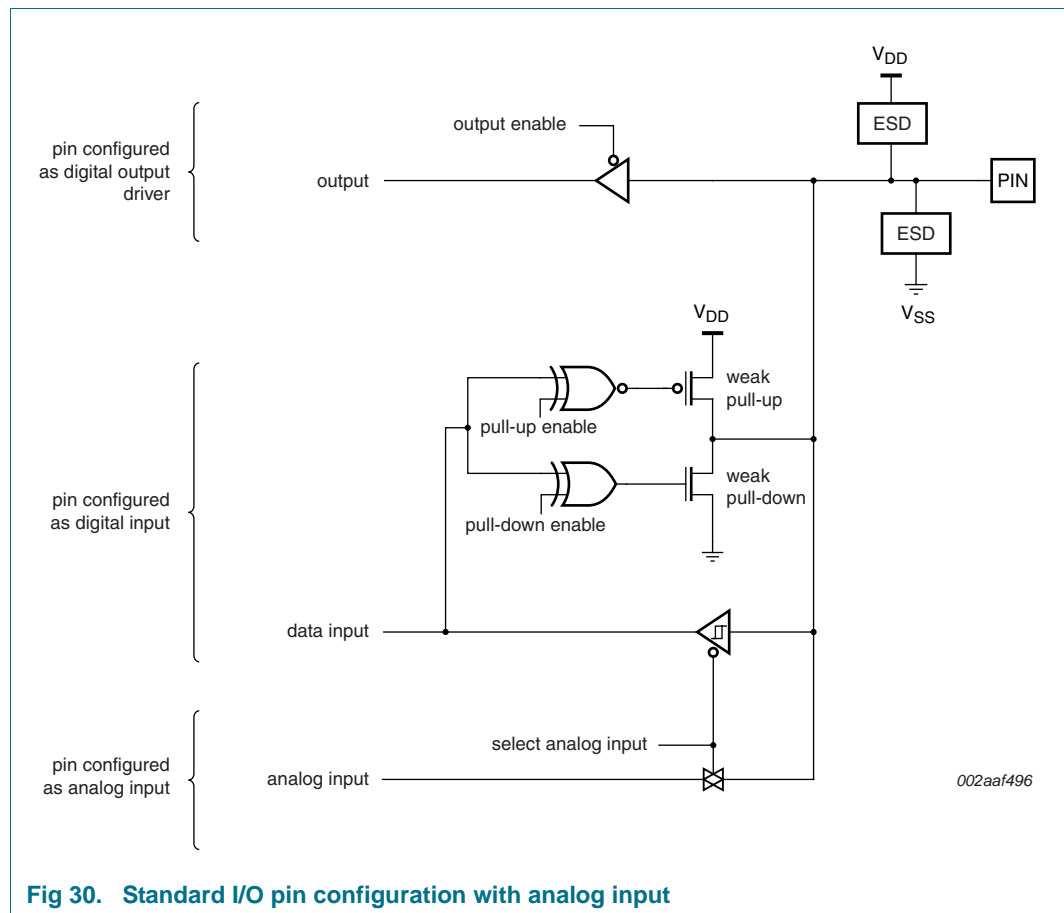 V_DD
ESD
output enable
pin configured
as digital output
driver
output
PIN
ESD
V_SS
V_DD
weak
pull-up
pull-up enable
weak
pull-down
pull-down enable
pin configured
as digital input
data input
select analog input
pin configured
as analog input
analog input
002aaf496
Fig 30. Standard I/O pin configuration with analog input